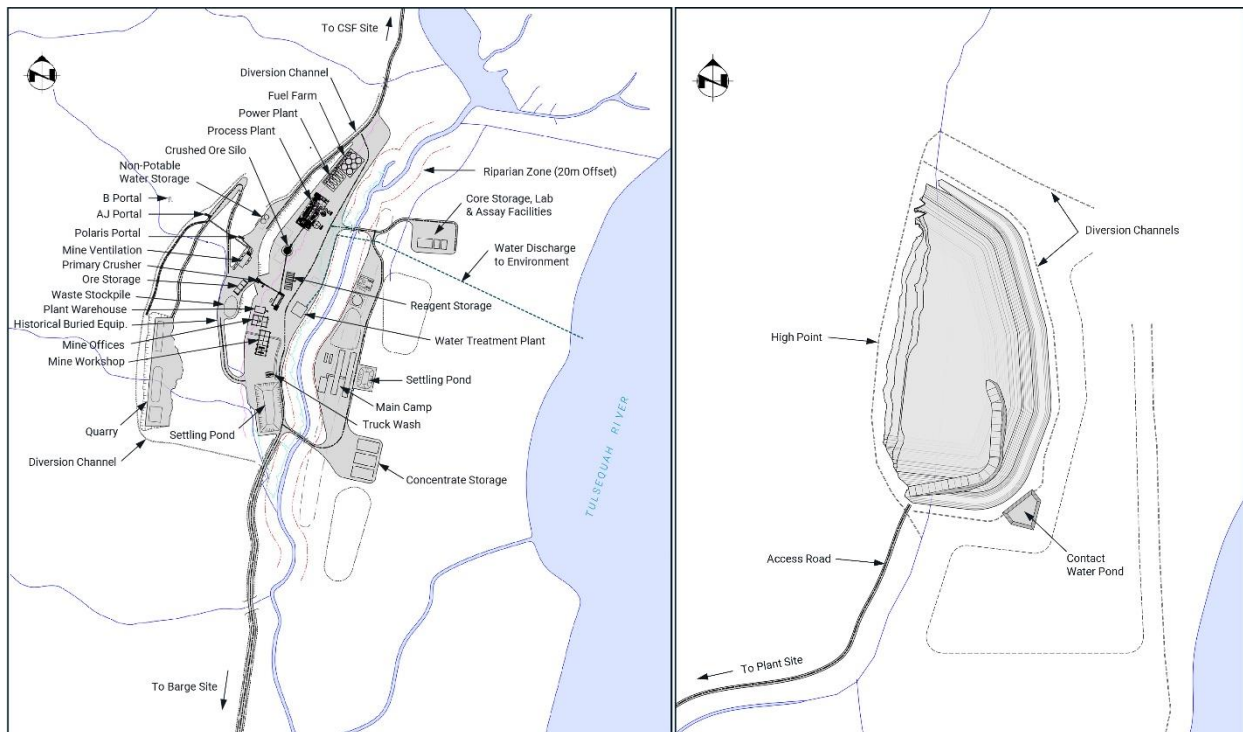 To CSF Site
Diversion Channel
Fuel Farm
Power Plant
Process Plant
Crushed Ore Silo
Non-Potable
Water Storage
B Portal
AJ Portal
Polaris Portal
Mine Ventilation
Primary Crusher
Ore Storage
Waste Stockpile
Plant Warehouse
Historical Buried Equip.
Mine Offices
Mine Workshop
Quarry
Settling Pond
Diversion Channel
Riparian Zone (20m Offset)
Core Storage, Lab
& Assay Facilities
Water Discharge
to Environment
Reagent Storage
Water Treatment Plant
Settling Pond
Main Camp
Truck Wash
Concentrate Storage
TULSEQUAH RIVER
To Barge Site
Diversion Channels
High Point
Access Road
Contact
Water Pond
To Plant Site